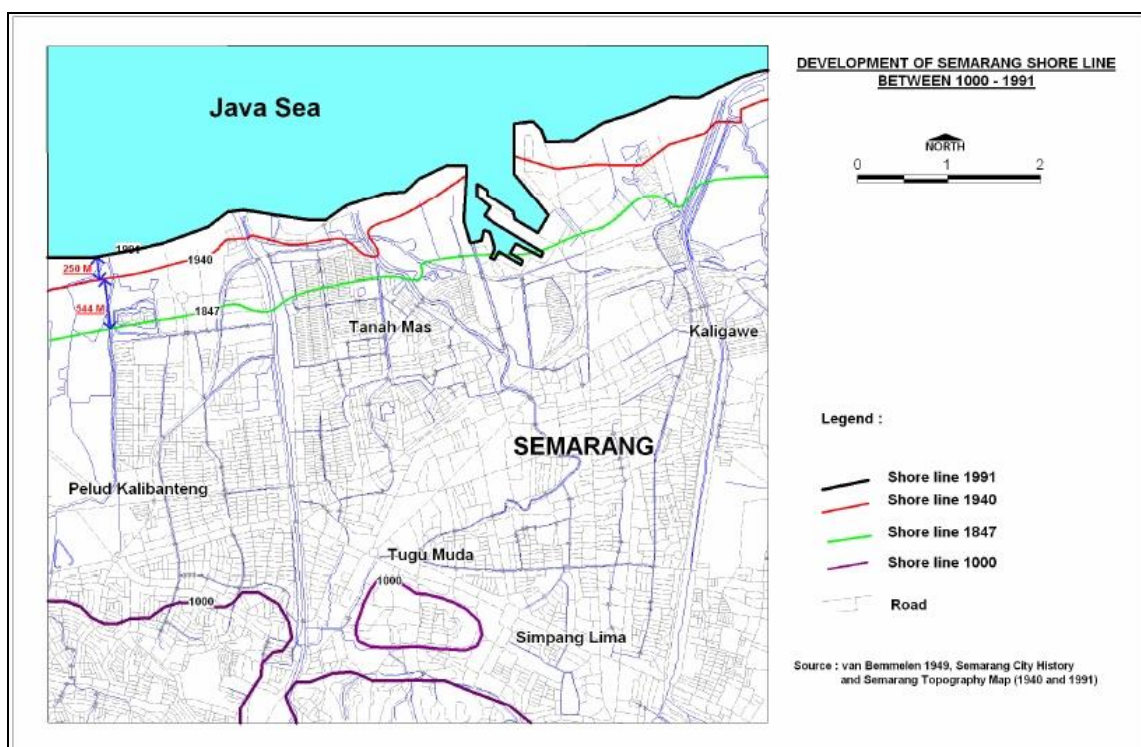 DEVELOPMENT OF SEMARANG SHORE LINE
BETWEEN 1000 - 1991
NORTH
0 1 2
Java Sea
1991
250 M
1940
544 M
1847
Tanah Mas
Kaligawe
SEMARANG
Pelud Kalibanteng
Tugu Muda
1000
1000
Simpang Lima
Legend :
Shore line 1991
Shore line 1940
Shore line 1847
Shore line 1000
Road
Source : van Bemmelen 1949, Semarang City History
and Semarang Topography Map (1940 and 1991)